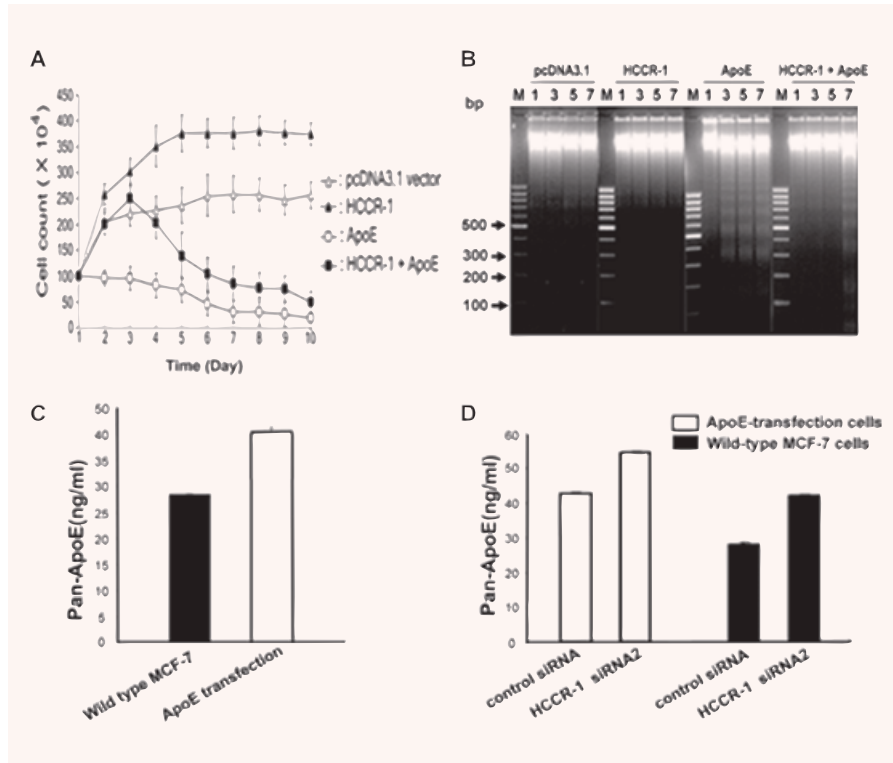 A
Cell count ( X 10⁴)
450
400
350
300
250
200
150
100
50
0
1 2 3 4 5 6 7 8 9 10
Time (Day)
: pcDNA3.1 vector
: HCCR-1
: ApoE
: HCCR-1 + ApoE
B
pcDNA3.1 HCCR-1 ApoE HCCR-1 + ApoE
M 1 3 5 7 M 1 3 5 7 M 1 3 5 7 M 1 3 5 7
bp
500
300
200
100
C
Pan-ApoE(ng/ml)
50
40
30
30
25
20
15
10
5
0
Wild type MCF-7
ApoE transfection
D
ApoE-transfection cells
Wild-type MCF-7 cells
Pan-ApoE(ng/ml)
60
50
40
30
20
10
0
control siRNA
HCCR-1 siRNA2
control siRNA
HCCR-1 siRNA2